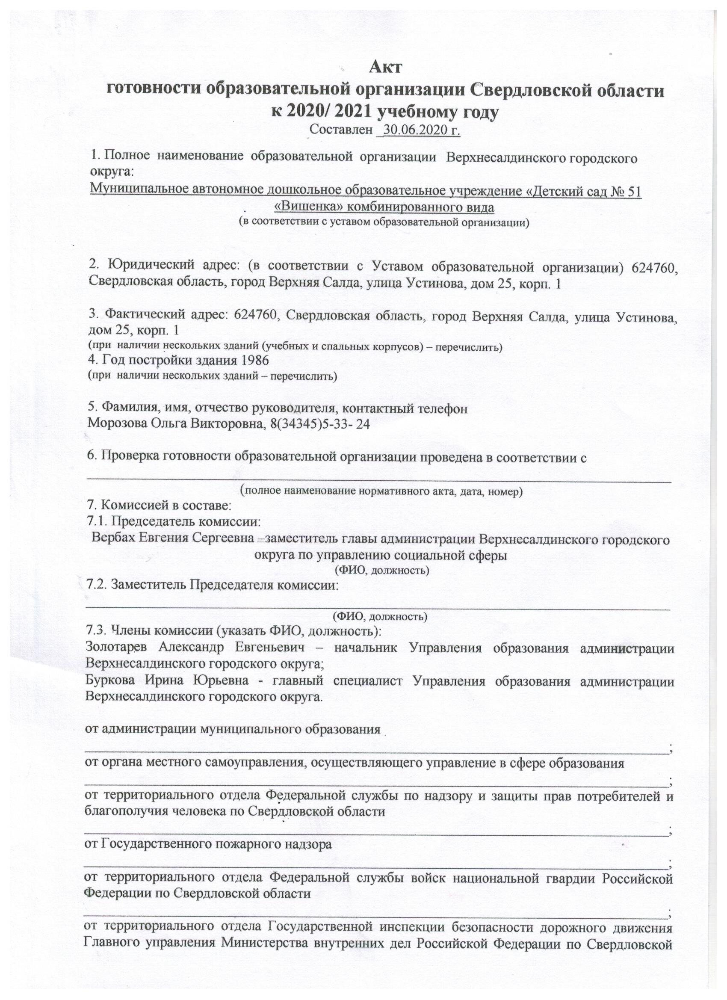 Акт
готовности образовательной организации Свердловской области
к 2020/ 2021 учебному году
Составлен _30.06.2020 г.
1. Полное наименование образовательной организации Верхнесалдинского городского
округа:
Муниципальное автономное дошкольное образовательное учреждение «Детский сад № 51
«Вишенка» комбинированного вида
(в соответствии с уставом образовательной организации)
2. Юридический адрес: (в соответствии с Уставом образовательной организации) 624760,
Свердловская область, город Верхняя Салда, улица Устинова, дом 25, корп. 1
3. Фактический адрес: 624760, Свердловская область, город Верхняя Салда, улица Устинова,
дом 25, корп. 1
(при наличии нескольких зданий (учебных и спальных корпусов) – перечислить)
4. Год постройки здания 1986
(при наличии нескольких зданий – перечислить)
5. Фамилия, имя, отчество руководителя, контактный телефон
Морозова Ольга Викторовна, 8(34345)5-33- 24
6. Проверка готовности образовательной организации проведена в соответствии с
(полное наименование нормативного акта, дата, номер)
7. Комиссией в составе:
7.1. Председатель комиссии:
Вербах Евгения Сергеевна –заместитель главы администрации Верхнесалдинского городского
округа по управлению социальной сферы
(ФИО, должность)
7.2. Заместитель Председателя комиссии:
(ФИО, должность)
7.3. Члены комиссии (указать ФИО, должность):
Золотарев Александр Евгеньевич – начальник Управления образования администрации
Верхнесалдинского городского округа;
Буркова Ирина Юрьевна - главный специалист Управления образования администрации
Верхнесалдинского городского округа.
от администрации муниципального образования
;
от органа местного самоуправления, осуществляющего управление в сфере образования
;
от территориального отдела Федеральной службы по надзору и защиты прав потребителей и
благополучия человека по Свердловской области
;
от Государственного пожарного надзора
;
от территориального отдела Федеральной службы войск национальной гвардии Российской
Федерации по Свердловской области
;
от территориального отдела Государственной инспекции безопасности дорожного движения
Главного управления Министерства внутренних дел Российской Федерации по Свердловской